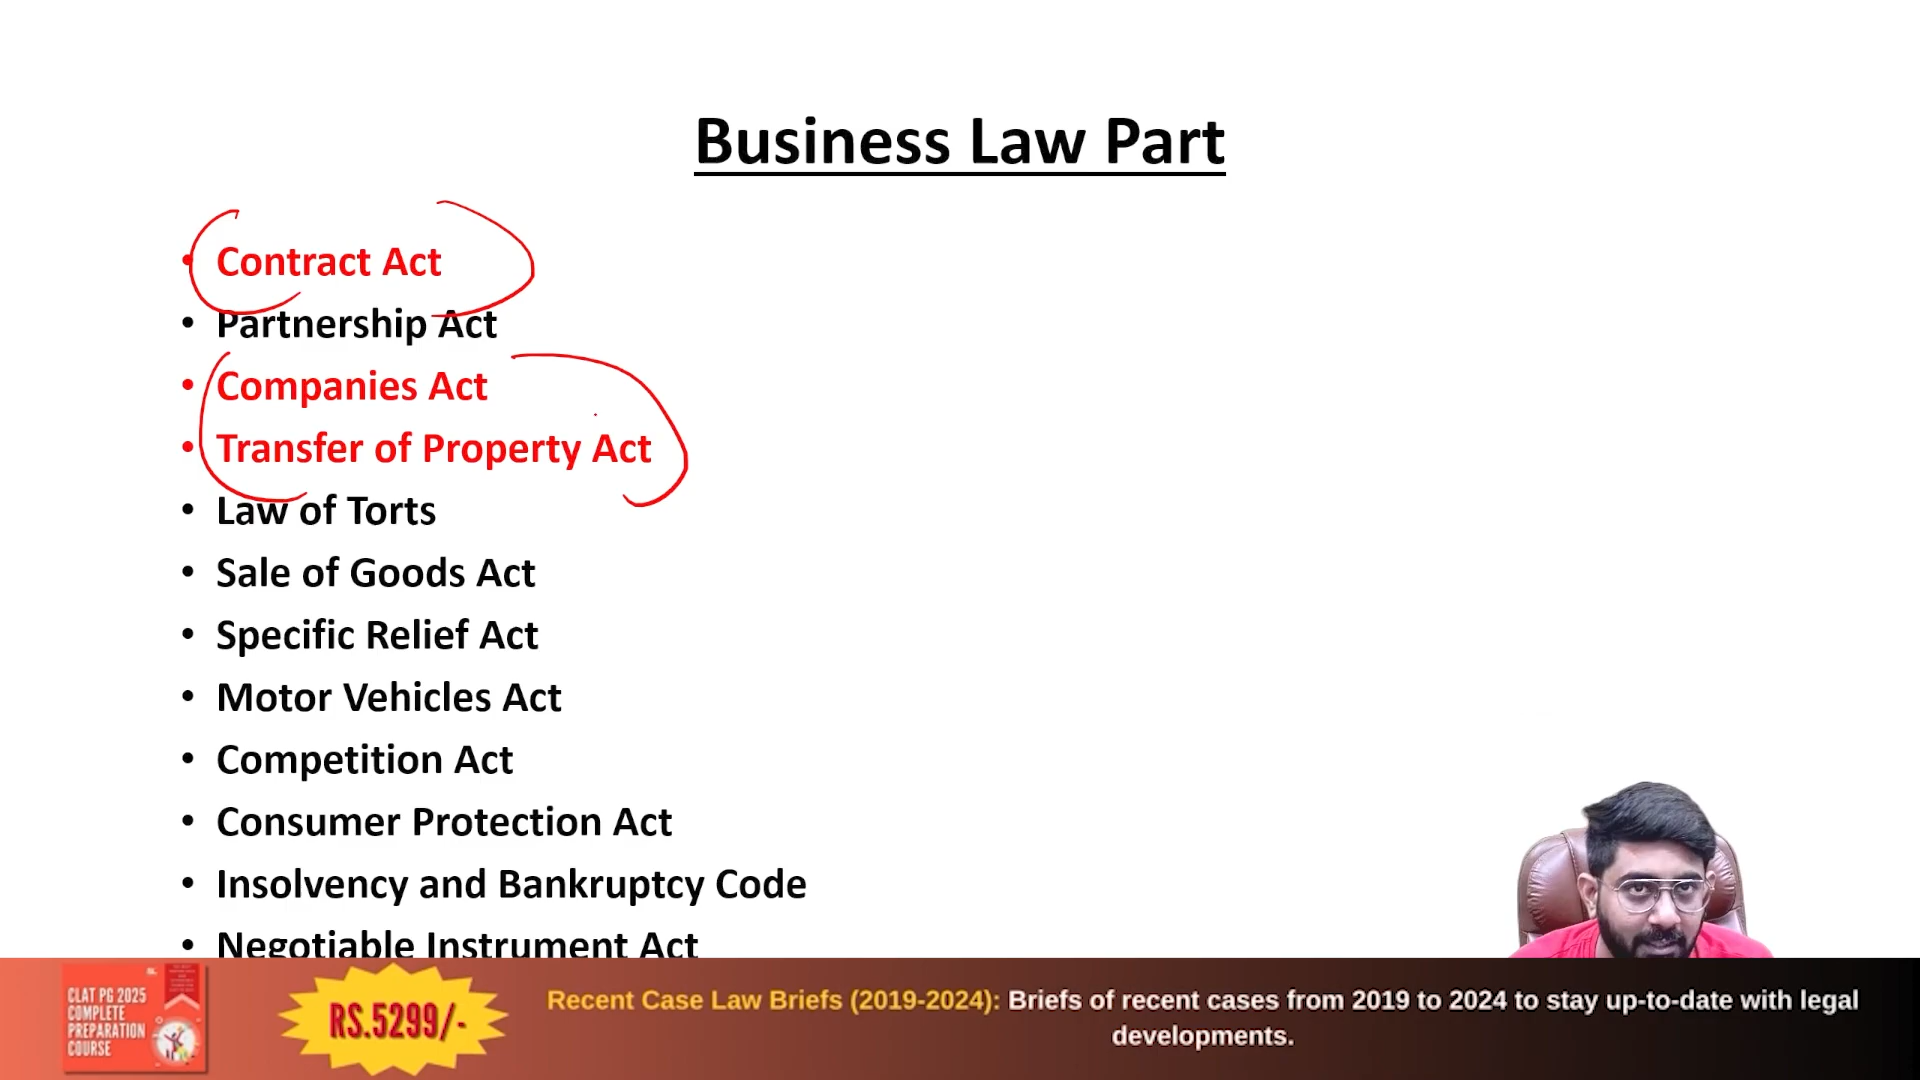 Business Law Part
• Contract Act
• Partnership Act
• Companies Act
• Transfer of Property Act
• Law of Torts
• Sale of Goods Act
• Specific Relief Act
• Motor Vehicles Act
• Competition Act
• Consumer Protection Act
• Insolvency and Bankruptcy Code
• Negotiable Instrument Act
CLAT PG 2025
COMPLETE
PREPARATION
COURSE
RS.5299/-
Recent Case Law Briefs (2019-2024): Briefs of recent cases from 2019 to 2024 to stay up-to-date with legal
developments.